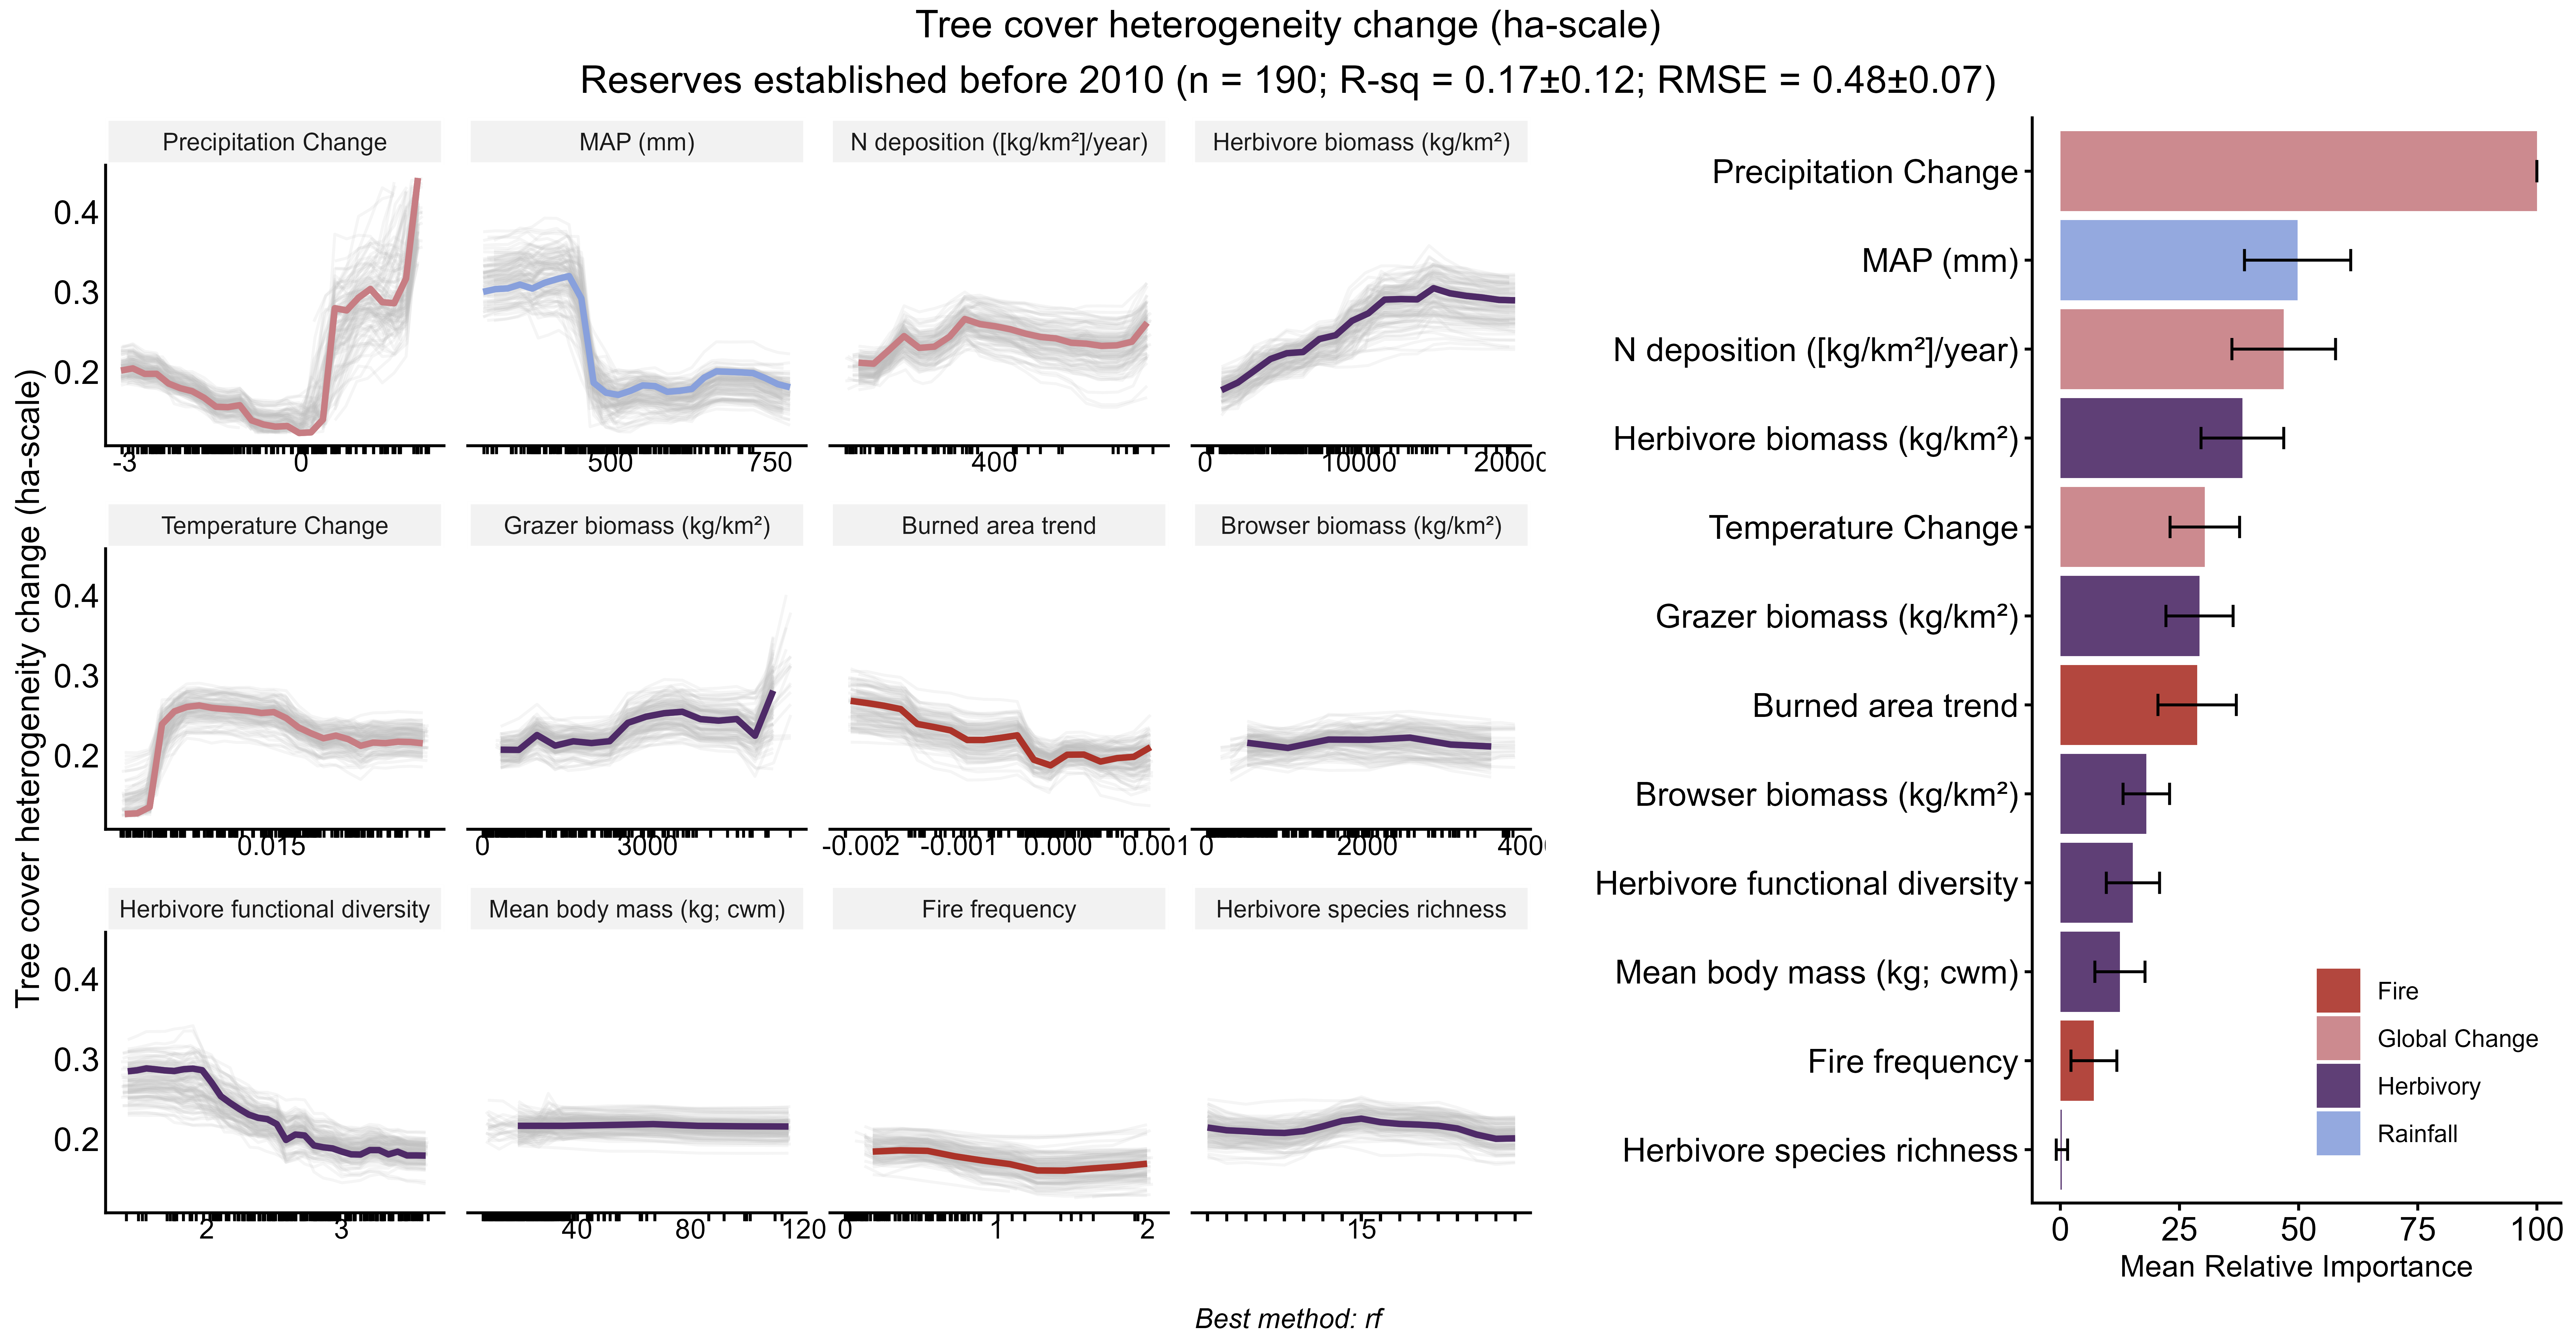 Tree cover heterogeneity change (ha-scale)
Reserves established before 2010 (n = 190; R-sq = 0.17±0.12; RMSE = 0.48±0.07)
Tree cover heterogeneity change (ha-scale)
Precipitation Change
MAP (mm)
N deposition ([kg/km²]/year)
Herbivore biomass (kg/km²)
0.4
0.3
0.2
-3 0
500 750
400
0 10000 20000
Temperature Change
Grazer biomass (kg/km²)
Burned area trend
Browser biomass (kg/km²)
0.4
0.3
0.2
0.015
0 3000
-0.002 -0.001 0.000 0.001
0 2000 4000
Herbivore functional diversity
Mean body mass (kg; cwm)
Fire frequency
Herbivore species richness
0.4
0.3
0.2
2 3
40 80 120
0 1 2
15
Best method: rf
Precipitation Change
MAP (mm)
N deposition ([kg/km²]/year)
Herbivore biomass (kg/km²)
Temperature Change
Grazer biomass (kg/km²)
Burned area trend
Browser biomass (kg/km²)
Herbivore functional diversity
Mean body mass (kg; cwm)
Fire frequency
Herbivore species richness
0 25 50 75 100
Mean Relative Importance
Fire
Global Change
Herbivory
Rainfall